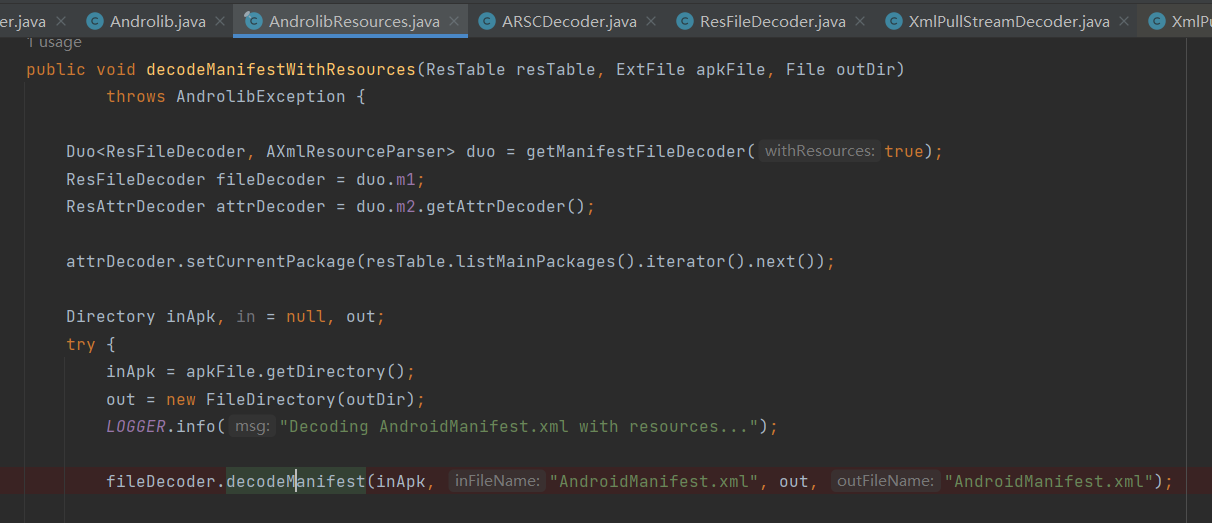 er.java × Androlib.java × AndrolibResources.java × ARSCDecoder.java × ResFileDecoder.java × XmlPullStreamDecoder.java × XmlPu
1 usage
public void decodeManifestWithResources(ResTable resTable, ExtFile apkFile, File outDir)
throws AndrolibException {
Duo<ResFileDecoder, AXmlResourceParser> duo = getManifestFileDecoder( withResources: true);
ResFileDecoder fileDecoder = duo.m1;
ResAttrDecoder attrDecoder = duo.m2.getAttrDecoder();
attrDecoder.setCurrentPackage(resTable.listMainPackages().iterator().next());
Directory inApk, in = null, out;
try {
inApk = apkFile.getDirectory();
out = new FileDirectory(outDir);
LOGGER.info( msg: "Decoding AndroidManifest.xml with resources...");
fileDecoder.decodeManifest(inApk, inFileName: "AndroidManifest.xml", out, outFileName: "AndroidManifest.xml");